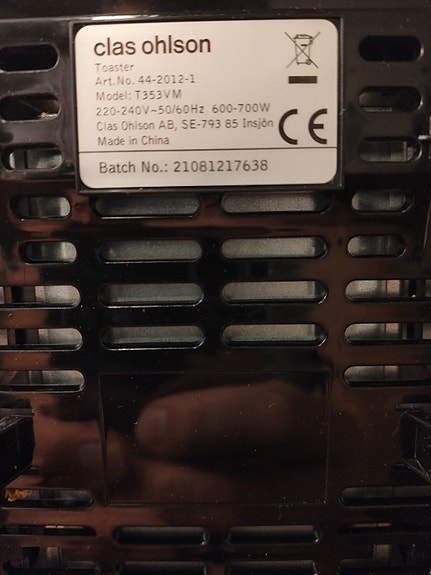 clas ohlson
Toaster
Art.No. 44-2012-1
Model: T353VM
220-240V~50/60Hz 600-700W
Clas Ohlson AB, SE-793 85 Insjön
Made in China
CE
Batch No.: 21081217638